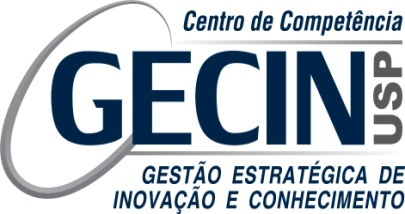 Centro de Competência
GECIN USP
GESTÃO ESTRATÉGICA DE
INOVAÇÃO E CONHECIMENTO